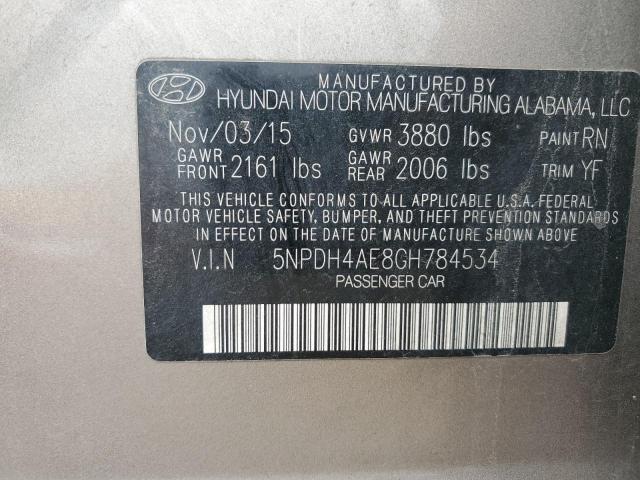 MANUFACTURED BY
HYUNDAI MOTOR MANUFACTURING ALABAMA, LLC
Nov/03/15 GVWR 3880 lbs PAINT RN
GAWR FRONT 2161 lbs GAWR REAR 2006 lbs TRIM YF
THIS VEHICLE CONFORMS TO ALL APPLICABLE U.S.A. FEDERAL
MOTOR VEHICLE SAFETY, BUMPER, AND THEFT PREVENTION STANDARDS
IN EFFECT ON THE DATE OF MANUFACTURE SHOWN ABOVE.
V.I.N 5NPDH4AE8GH784534
PASSENGER CAR